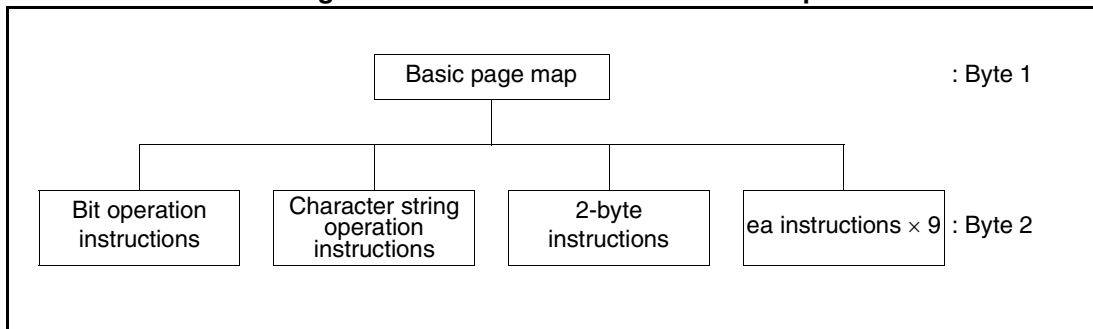 Basic page map
: Byte 1
Bit operation
instructions
Character string
operation
instructions
2-byte
instructions
ea instructions × 9
: Byte 2